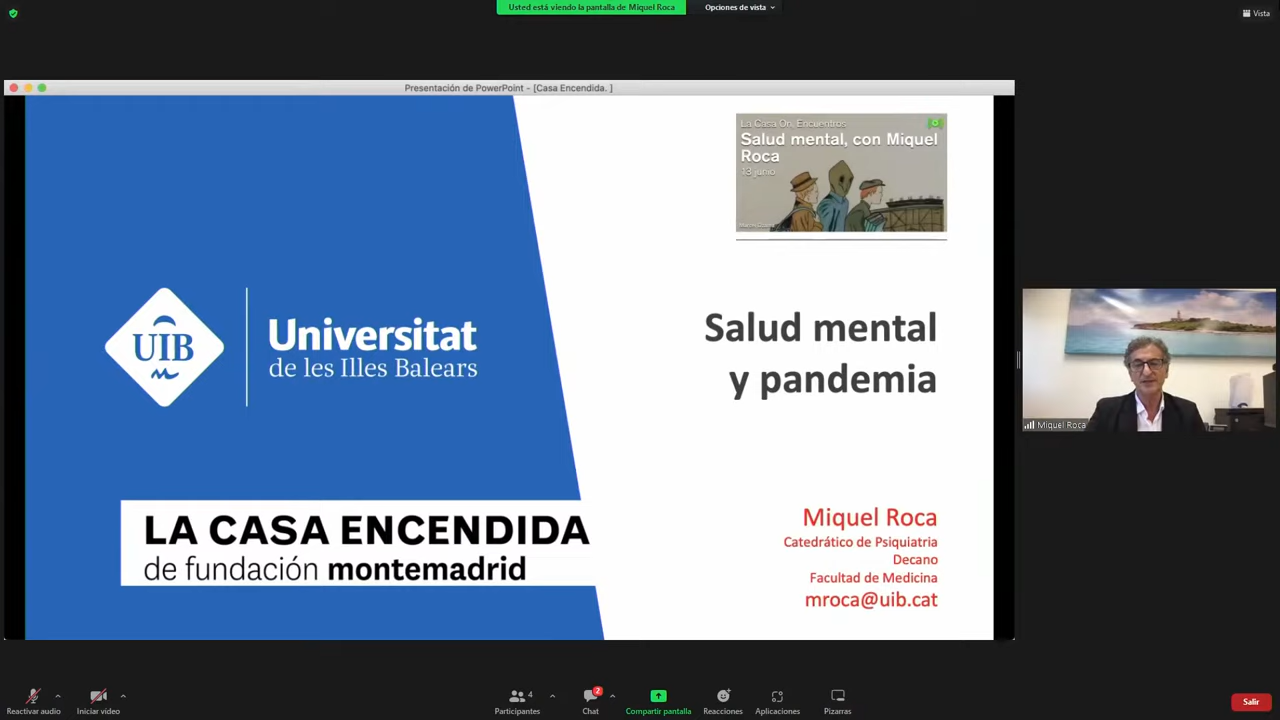 Usted está viendo la pantalla de Miquel Roca
Opciones de vista
Vista
Presentación de PowerPoint - [Casa Encendida. ]
La Casa On, Encuentros
Salud mental, con Miquel
Roca
13 junio
UIB
Universitat
de les Illes Balears
Salud mental
y pandemia
LA CASA ENCENDIDA
de fundación montemadrid
Miquel Roca
Catedrático de Psiquiatria
Decano
Facultad de Medicina
mroca@uib.cat
Miquel Roca
Reactivar audio
Iniciar video
4
Participantes
2
Chat
Compartir pantalla
Reacciones
Aplicaciones
Pizarras
Salir